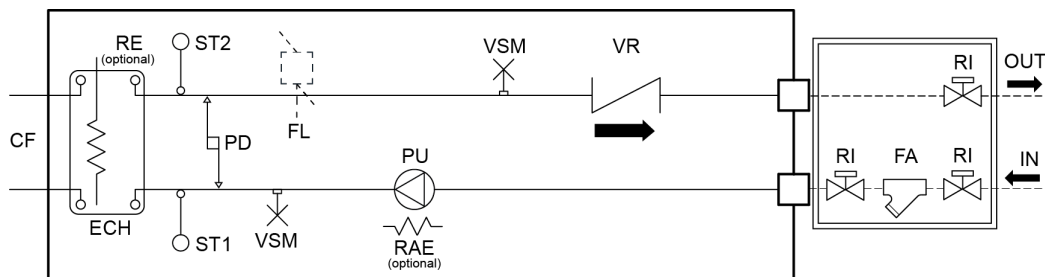 RE
(optional)
ST2
FL
VSM
VR
RI
OUT
CF
PD
PU
RI
FA
RI
IN
ECH
ST1
VSM
RAE
(optional)